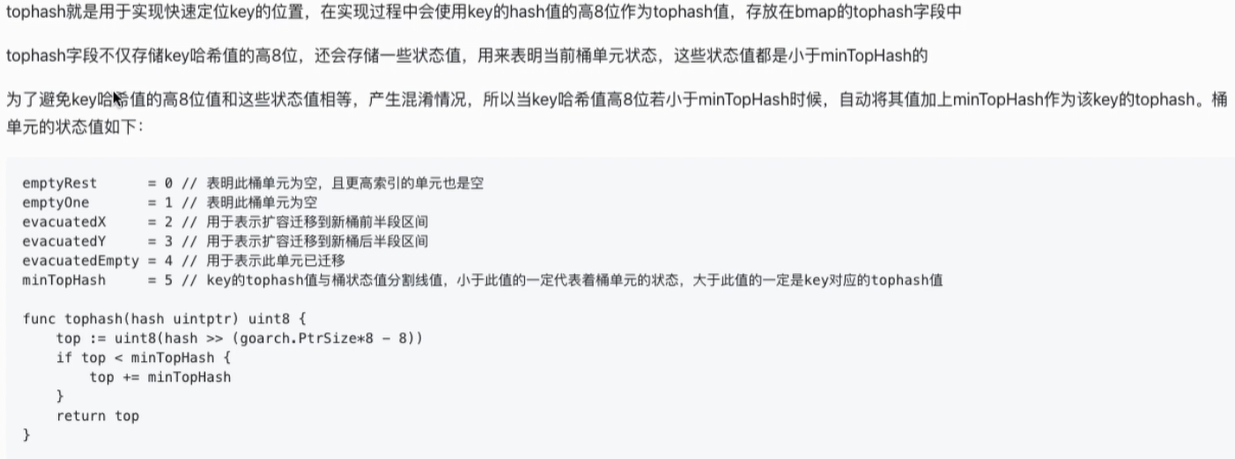 tophash就是用于实现快速定位key的位置，在实现过程中会使用key的hash值的高8位作为tophash值，存放在bmap的tophash字段中
tophash字段不仅存储key哈希值的高8位，还会存储一些状态值，用来表明当前桶单元状态，这些状态值都是小于minTopHash的
为了避免key哈希值的高8位值和这些状态值相等，产生混淆情况，所以当key哈希值高8位若小于minTopHash时候，自动将其值加上minTopHash作为该key的tophash。桶
单元的状态值如下：
emptyRest      = 0 // 表明此桶单元为空，且更高索引的单元也是空
emptyOne       = 1 // 表明此桶单元为空
evacuatedX     = 2 // 用于表示扩容迁移到新桶前半段区间
evacuatedY     = 3 // 用于表示扩容迁移到新桶后半段区间
evacuatedEmpty = 4 // 用于表示此单元已迁移
minTopHash     = 5 // key的tophash值与桶状态值分割线值，小于此值的一定代表着桶单元的状态，大于此值的一定是key对应的tophash值
func tophash(hash uintptr) uint8 {
    top := uint8(hash >> (goarch.PtrSize*8 - 8))
    if top < minTopHash {
        top += minTopHash
    }
    return top
}